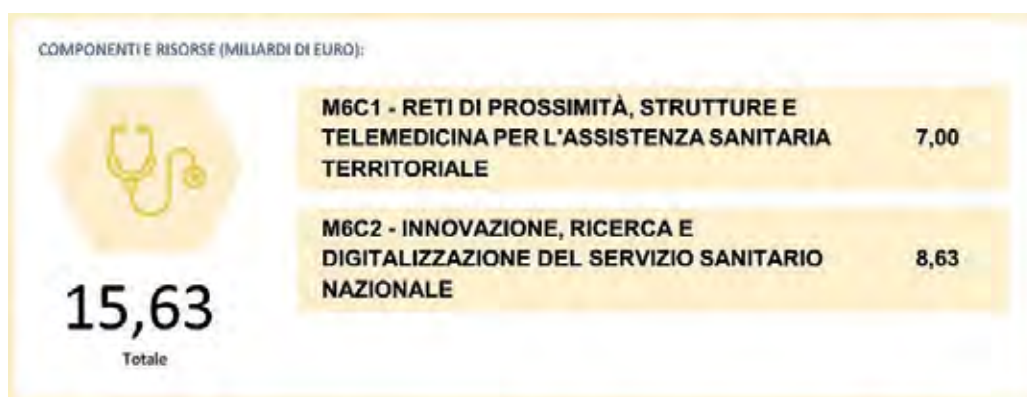 COMPONENTI E RISORSE (MILIARDI DI EURO):
M6C1 - RETI DI PROSSIMITÀ, STRUTTURE E
TELEMEDICINA PER L'ASSISTENZA SANITARIA 7,00
TERRITORIALE
M6C2 - INNOVAZIONE, RICERCA E
DIGITALIZZAZIONE DEL SERVIZIO SANITARIO 8,63
NAZIONALE
15,63
Totale